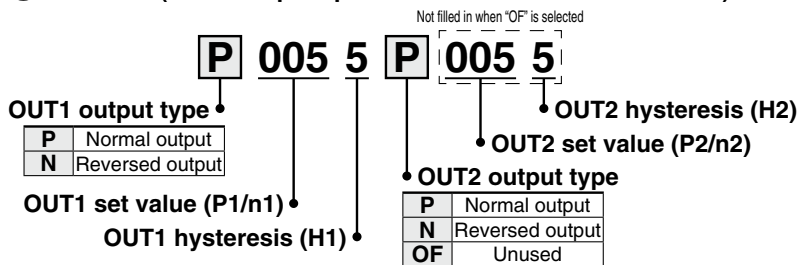 Not filled in when “OF” is selected
P 005 5 P 005 5
OUT1 output type
P Normal output
N Reversed output
OUT1 set value (P1/n1)
OUT1 hysteresis (H1)
OUT2 hysteresis (H2)
OUT2 set value (P2/n2)
OUT2 output type
P Normal output
N Reversed output
OF Unused